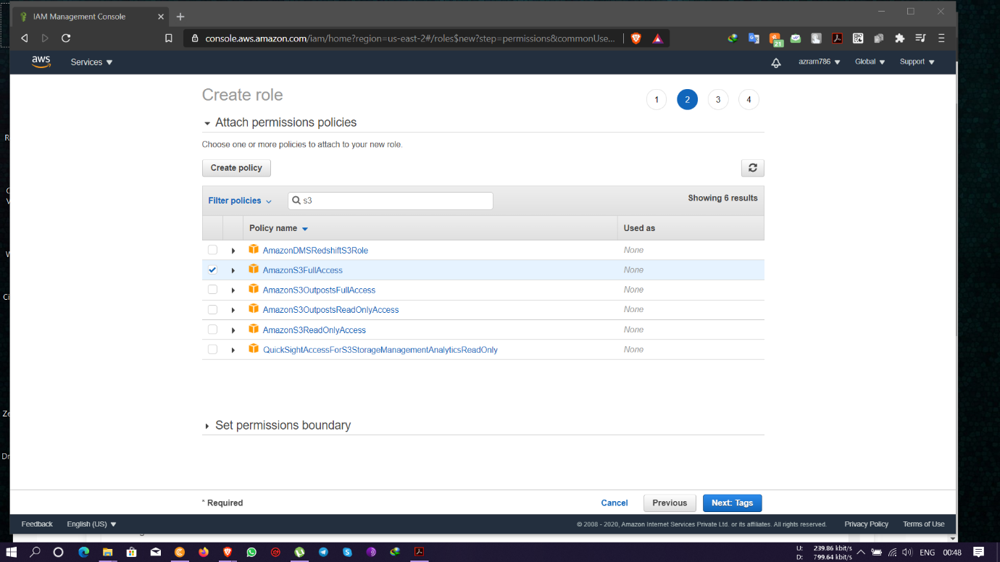 IAM Management Console
console.aws.amazon.com/iam/home?region=us-east-2#/roles$new?step=permissions&commonUse...
21
aws
Services
azram786
Global
Support
Create role
1
2
3
4
Attach permissions policies
Choose one or more policies to attach to your new role.
Create policy
Filter policies
s3
Showing 6 results
Policy name
Used as
AmazonDMSRedshiftS3Role
None
AmazonS3FullAccess
None
AmazonS3OutpostsFullAccess
None
AmazonS3OutpostsReadOnlyAccess
None
AmazonS3ReadOnlyAccess
None
QuickSightAccessForS3StorageManagementAnalyticsReadOnly
None
Set permissions boundary
* Required
Cancel
Previous
Next: Tags
Feedback
English (US)
© 2008 - 2020, Amazon Internet Services Private Ltd. or its affiliates. All rights reserved.
Privacy Policy
Terms of Use
U: 239.86 kbit/s
D: 799.64 kbit/s
ENG
00:48